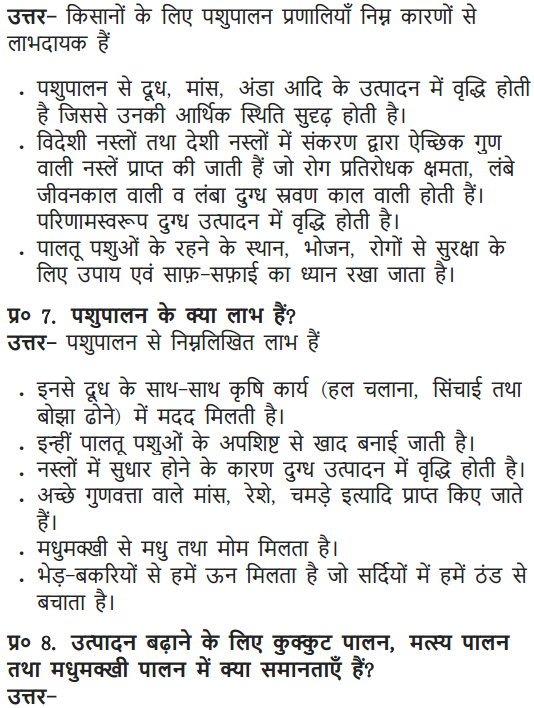 उत्तर- किसानों के लिए पशुपालन प्रणालियाँ निम्न कारणों से
लाभदायक हैं
• पशुपालन से दूध, मांस, अंडा आदि के उत्पादन में वृद्धि होती
है जिससे उनकी आर्थिक स्थिति सुदृढ़ होती है।
• विदेशी नस्लों तथा देशी नस्लों में संकरण द्वारा ऐच्छिक गुण
वाली नस्लें प्राप्त की जाती हैं जो रोग प्रतिरोधक क्षमता, लंबे
जीवनकाल वाली व लंबा दुग्ध स्रवण काल वाली होती हैं।
परिणामस्वरूप दुग्ध उत्पादन में वृद्धि होती है।
• पालतू पशुओं के रहने के स्थान, भोजन, रोगों से सुरक्षा के
लिए उपाय एवं साफ़-सफ़ाई का ध्यान रखा जाता है।
प्र० 7. पशुपालन के क्या लाभ हैं?
उत्तर- पशुपालन से निम्नलिखित लाभ हैं
• इनसे दूध के साथ-साथ कृषि कार्य (हल चलाना, सिंचाई तथा
बोझा ढोने) में मदद मिलती है।
• इन्हीं पालतू पशुओं के अपशिष्ट से खाद बनाई जाती है।
• नस्लों में सुधार होने के कारण दुग्ध उत्पादन में वृद्धि होती है।
• अच्छे गुणवत्ता वाले मांस, रेशे, चमड़े इत्यादि प्राप्त किए जाते
हैं।
• मधुमक्खी से मधु तथा मोम मिलता है।
• भेड़-बकरियों से हमें ऊन मिलता है जो सर्दियों में हमें ठंड से
बचाता है।
प्र० 8. उत्पादन बढ़ाने के लिए कुक्कुट पालन, मत्स्य पालन
तथा मधुमक्खी पालन में क्या समानताएँ हैं?
उत्तर-